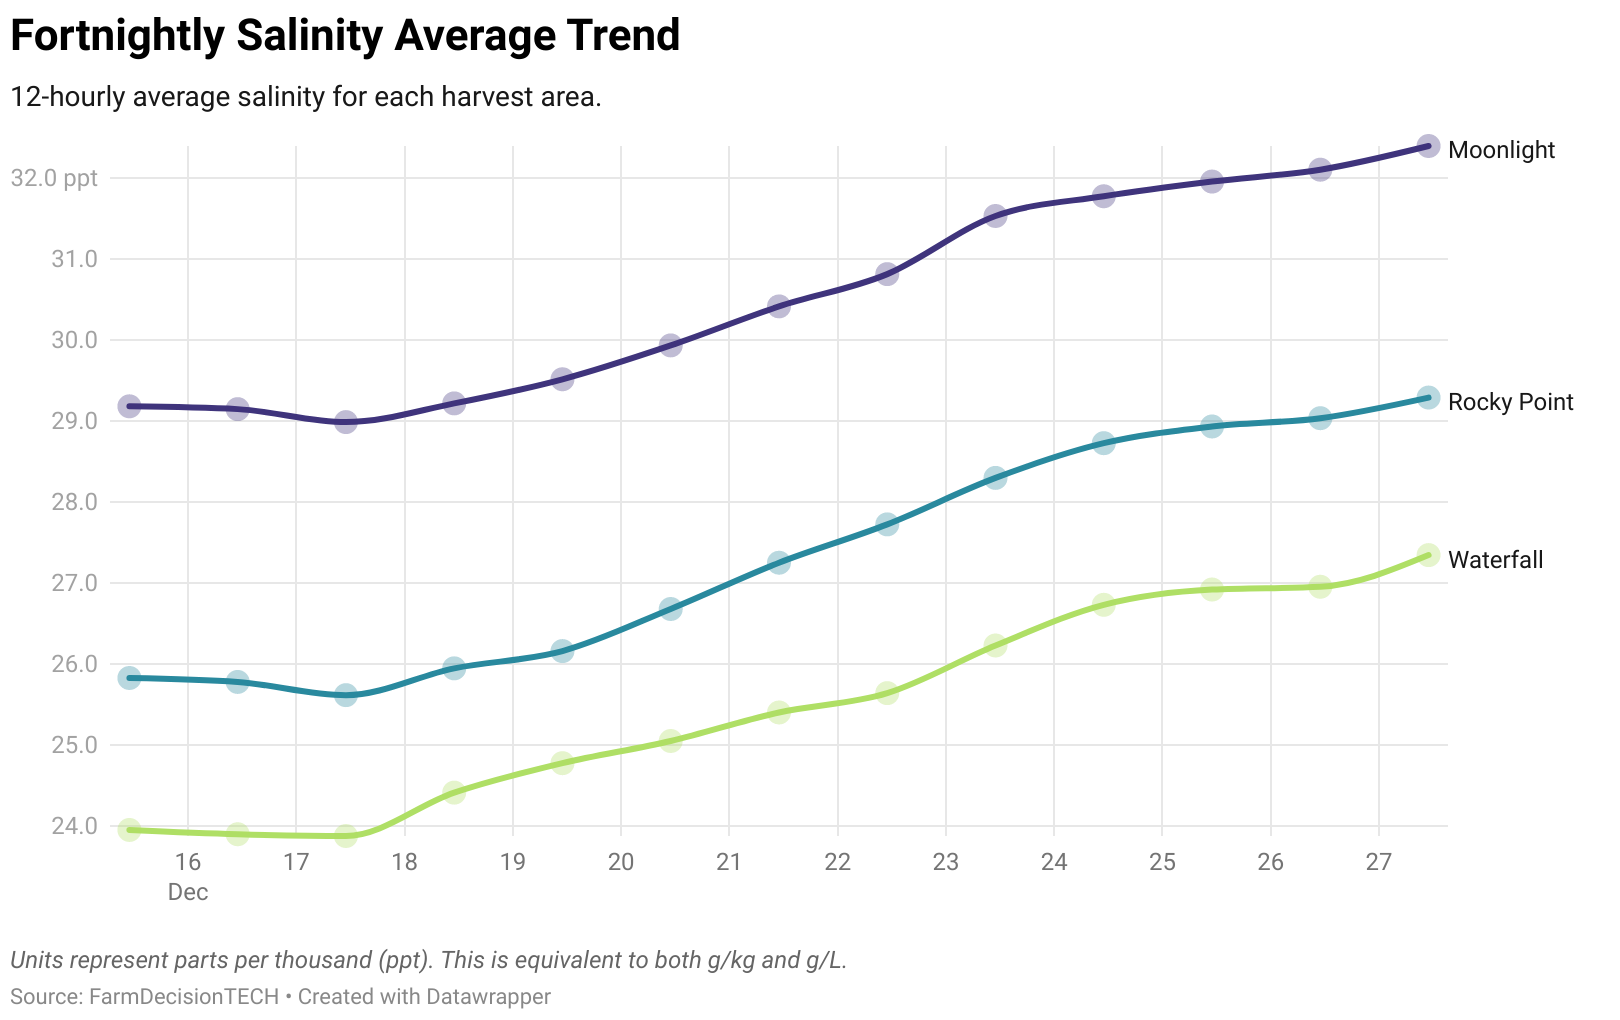 Fortnightly Salinity Average Trend
12-hourly average salinity for each harvest area.
Moonlight
32.0 ppt
31.0
30.0
Rocky Point
29.0
28.0
Waterfall
27.0
26.0
25.0
24.0
16 17 18 19 20 21 22 23 24 25 26 27
Dec
Units represent parts per thousand (ppt). This is equivalent to both g/kg and g/L.
Source: FarmDecisionTECH • Created with Datawrapper